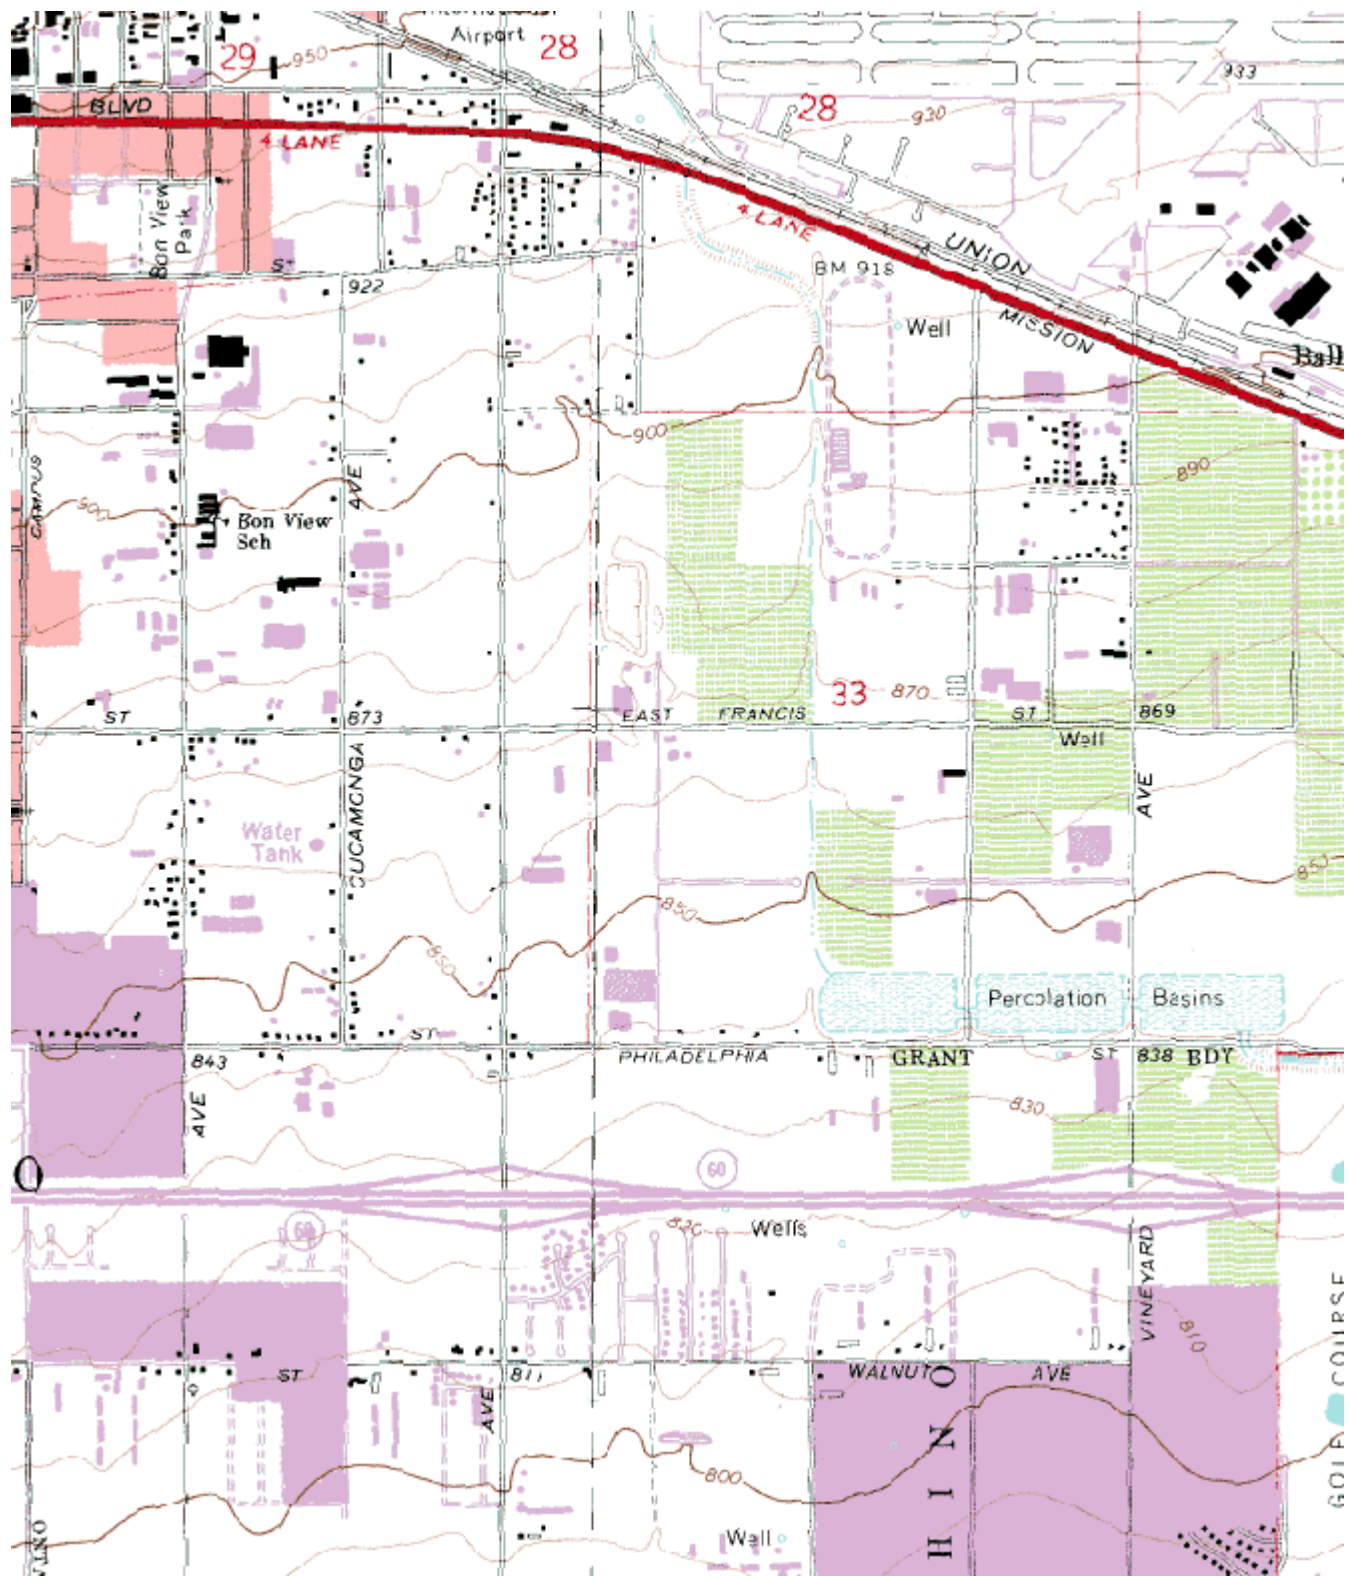 Airport
29
28
950
933
BLVD
28
930
4 LANE
Bon View
Park
4 LANE
UNION
ST
BM 918
922
MISSION
Well
Ball
900
890
CAMPUS
AVE
900
Bon View
Sch
33
870
ST
873
EAST FRANCIS
ST
869
Well
AVE
CUCAMCNGA
Water
Tank
850
850
850
Percolation
Basins
ST
PHILADELPHIA
GRANT
ST
838
BDY
843
AVE
830
60
60
820
Wells
VINEYARD
810
GOLF COURSE
ST
811
WALNUT
AVE
AVE
O
O
N
I
H
800
Well